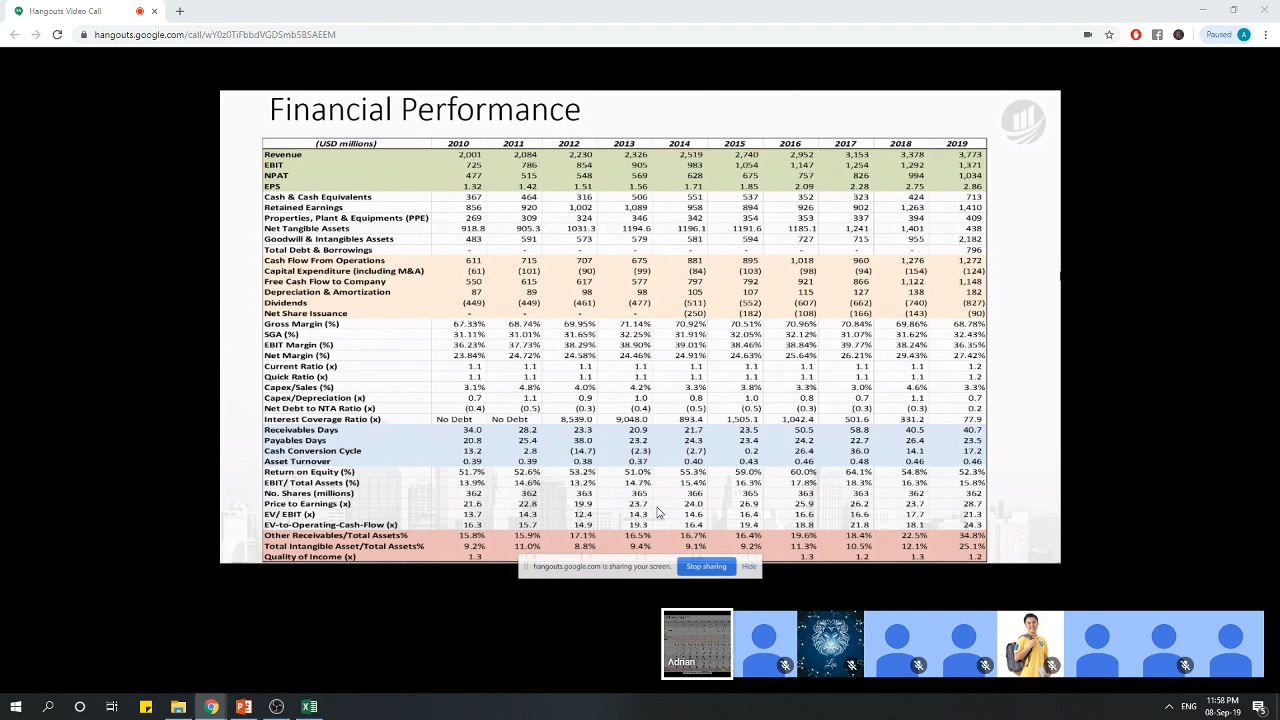 Hangouts Video Call
hangouts.google.com/call/wY0z0TiFbbdVGDSmb5BSAEEM
Paused A
Financial Performance
(USD millions) 2010 2011 2012 2013 2014 2015 2016 2017 2018 2019
Revenue 2,001 2,084 2,230 2,326 2,519 2,740 2,952 3,153 3,378 3,773
EBIT 725 786 854 905 983 1,054 1,147 1,254 1,292 1,371
NPAT 477 515 548 569 628 675 757 826 994 1,034
EPS 1.32 1.42 1.51 1.56 1.71 1.85 2.09 2.28 2.75 2.86
Cash & Cash Equivalents 367 464 316 506 551 537 352 323 424 713
Retained Earnings 856 920 1,002 1,089 958 894 926 902 1,263 1,410
Properties, Plant & Equipments (PPE) 269 309 324 346 342 354 353 337 394 409
Net Tangible Assets 918.8 905.3 1031.3 1194.6 1196.1 1191.6 1185.1 1,241 1,401 438
Goodwill & Intangibles Assets 483 591 573 579 581 594 727 715 955 2,182
Total Debt & Borrowings - - - - - - - - - 796
Cash Flow From Operations 611 715 707 675 881 895 1,018 960 1,276 1,272
Capital Expenditure (including M&A) (61) (101) (90) (99) (84) (103) (98) (94) (154) (124)
Free Cash Flow to Company 550 615 617 577 797 792 921 866 1,122 1,148
Depreciation & Amortization 87 89 98 98 105 107 115 127 138 182
Dividends (449) (449) (461) (477) (511) (552) (607) (662) (740) (827)
Net Share Issuance - - - - (250) (182) (108) (166) (143) (90)
Gross Margin (%) 67.33% 68.74% 69.95% 71.14% 70.92% 70.51% 70.96% 70.84% 69.86% 68.78%
SGA (%) 31.11% 31.01% 31.65% 32.25% 31.91% 32.05% 32.12% 31.07% 31.62% 32.43%
EBIT Margin (%) 36.23% 37.73% 38.29% 38.90% 39.01% 38.46% 38.84% 39.77% 38.24% 36.35%
Net Margin (%) 23.84% 24.72% 24.58% 24.46% 24.91% 24.63% 25.64% 26.21% 29.43% 27.42%
Current Ratio (x) 1.1 1.1 1.1 1.1 1.1 1.1 1.1 1.1 1.1 1.2
Quick Ratio (x) 1.1 1.1 1.1 1.1 1.1 1.1 1.1 1.1 1.1 1.2
Capex/Sales (%) 3.1% 4.8% 4.0% 4.2% 3.3% 3.8% 3.3% 3.0% 4.6% 3.3%
Capex/Depreciation (x) 0.7 1.1 0.9 1.0 0.8 1.0 0.8 0.7 1.1 0.7
Net Debt to NTA Ratio (x) (0.4) (0.5) (0.3) (0.4) (0.5) (0.5) (0.3) (0.3) (0.3) 0.2
Interest Coverage Ratio (x) No Debt No Debt 8,539.0 9,048.0 893.4 1,505.1 1,042.4 501.6 331.2 77.9
Receivables Days 34.0 28.2 23.3 20.9 21.7 23.5 50.5 58.8 40.5 40.7
Payables Days 20.8 25.4 38.0 23.2 24.3 23.4 24.2 22.7 26.4 23.5
Cash Conversion Cycle 13.2 2.8 (14.7) (2.3) (2.7) 0.2 26.4 36.0 14.1 17.2
Asset Turnover 0.39 0.39 0.38 0.37 0.40 0.43 0.46 0.48 0.46 0.46
Return on Equity (%) 51.7% 52.6% 53.2% 51.0% 55.3% 59.0% 60.0% 64.1% 54.8% 52.3%
EBIT/ Total Assets (%) 13.9% 14.6% 13.2% 14.7% 15.4% 16.3% 17.8% 18.3% 16.3% 15.8%
No. Shares (millions) 362 362 363 365 366 365 363 362 362 362
Price to Earnings (x) 21.6 22.8 19.9 23.7 24.0 26.9 25.9 26.2 23.7 28.7
EV/ EBIT (x) 13.7 14.3 12.4 14.3 14.6 16.4 16.6 16.6 17.7 21.3
EV-to-Operating-Cash-Flow (x) 16.3 15.7 14.9 19.3 16.4 19.4 18.8 21.8 18.1 24.3
Other Receivables/Total Assets% 15.8% 15.9% 17.1% 16.5% 16.7% 16.4% 19.6% 18.4% 22.5% 34.8%
Total Intangible Asset/Total Assets% 9.2% 11.0% 8.8% 9.4% 9.1% 9.2% 11.3% 10.5% 12.1% 25.1%
Quality of Income (x) 1.3 1.3 1.2 1.3 1.2
hangouts.google.com is sharing your screen. Stop sharing Hide
Adrian
11:58 PM
08-Sep-19